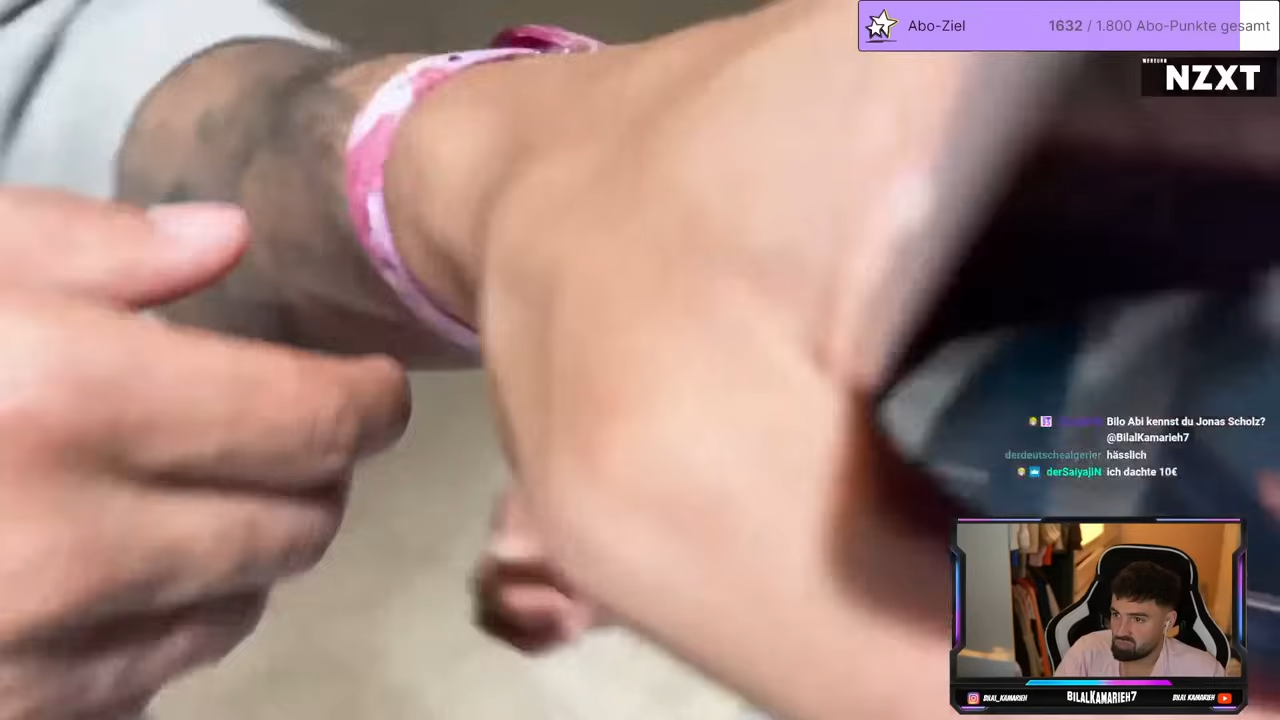 Abo-Ziel 1632 / 1.800 Abo-Punkte gesamt
WERBUNG
NZXT
Bilo Abi kennst du Jonas Scholz?
@BilalKamarieh7
derdeutschealgerier hässlich
derSaiyajiN ich dachte 10€
BILAL_KAMARIEH BILALKAMARIEH7 BILAL KAMARIEH